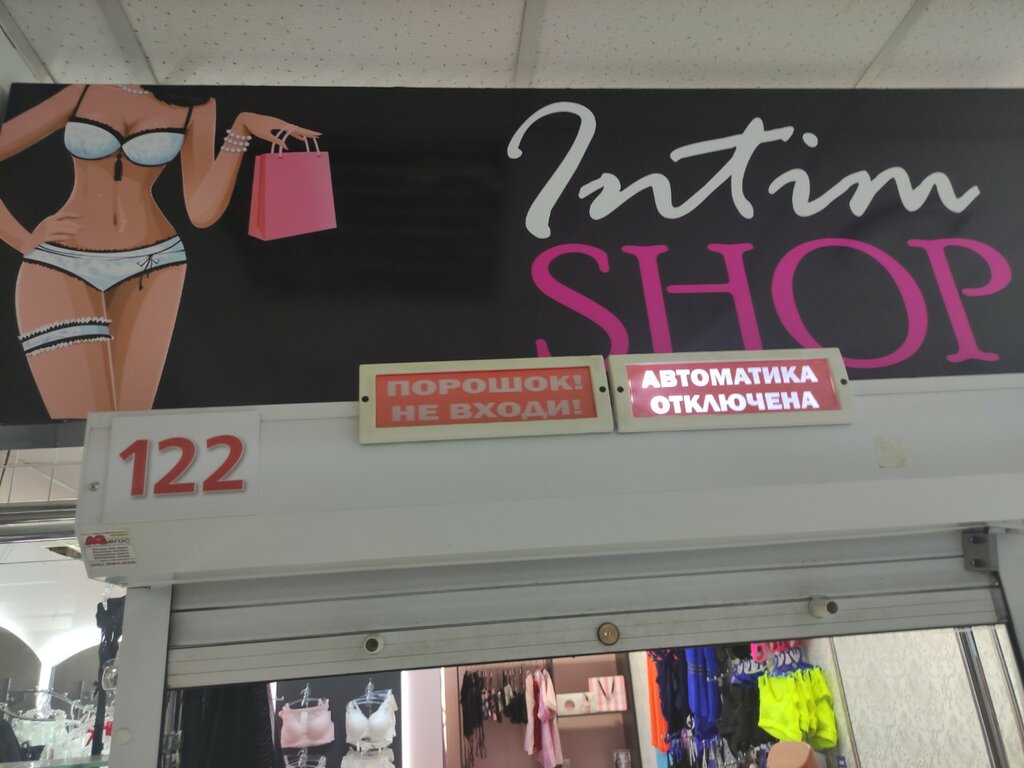 Intim
SHOP
ПОРОШОК!
НЕ ВХОДИ!
АВТОМАТИКА
ОТКЛЮЧЕНА
122